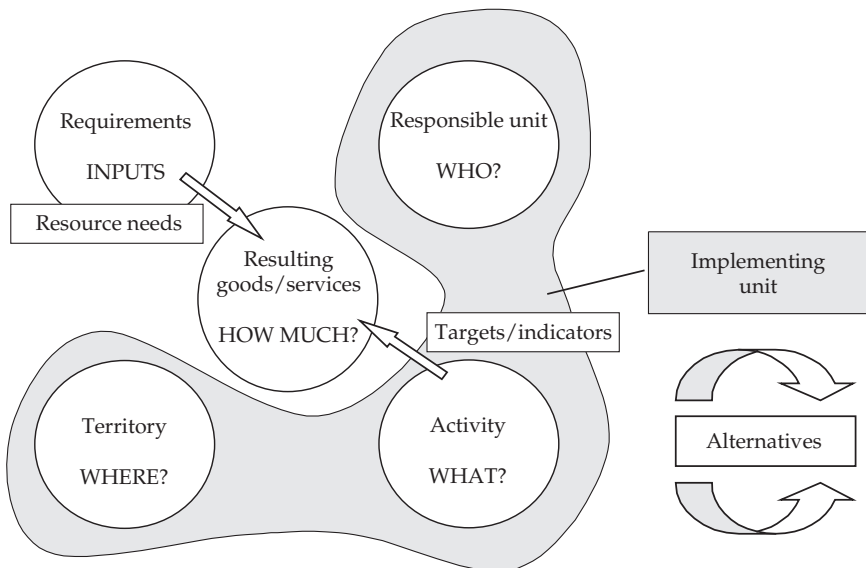 Requirements
INPUTS
Resource needs
Responsible unit
WHO?
Resulting
goods/services
HOW MUCH?
Implementing
unit
Targets/indicators
Territory
WHERE?
Activity
WHAT?
Alternatives